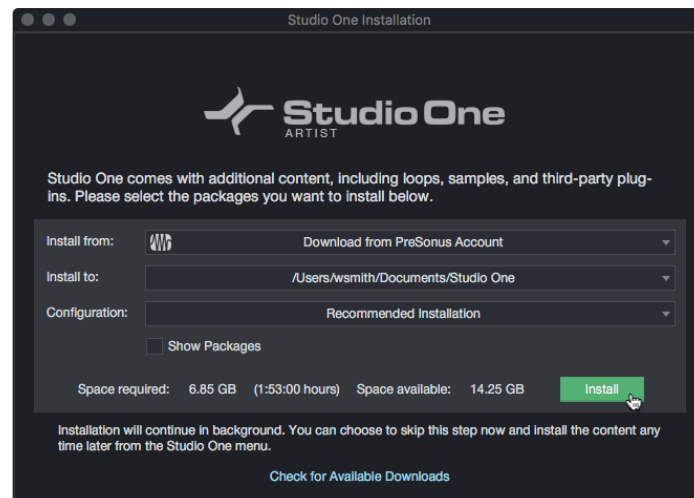 Studio One Installation
Studio One
ARTIST
Studio One comes with additional content, including loops, samples, and third-party plug-
ins. Please select the packages you want to install below.
Install from: Download from PreSonus Account
Install to: /Users/wsmith/Documents/Studio One
Configuration: Recommended Installation
Show Packages
Space required: 6.85 GB (1:53:00 hours) Space available: 14.25 GB Install
Installation will continue in background. You can choose to skip this step now and install the content any
time later from the Studio One menu.
Check for Available Downloads